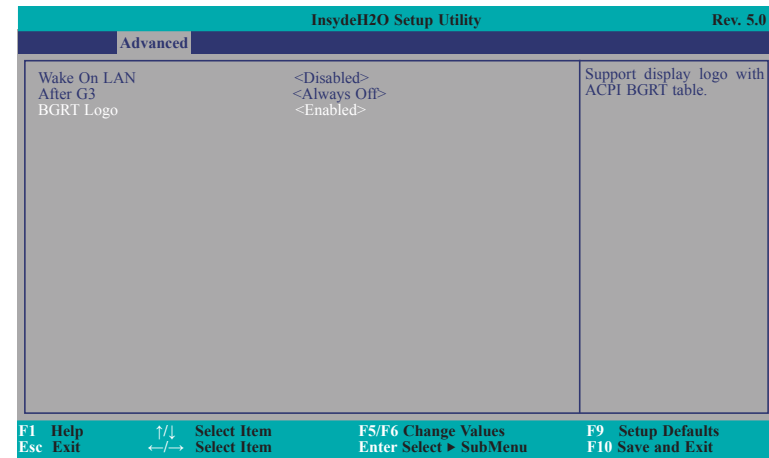 InsydeH2O Setup Utility Rev. 5.0
Advanced
Wake On LAN <Disabled>
After G3 <Always Off>
BGRT Logo <Enabled>
Support display logo with
ACPI BGRT table.
F1 Help ↑/↓ Select Item F5/F6 Change Values F9 Setup Defaults
Esc Exit ←/→ Select Item Enter Select ▶ SubMenu F10 Save and Exit